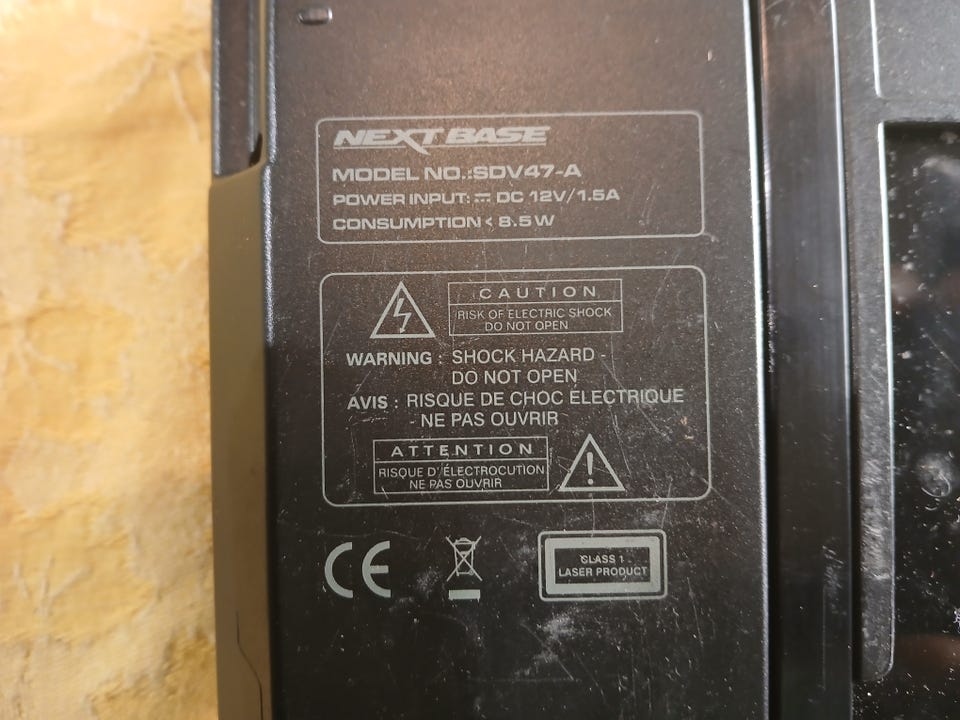 NEXTBASE
MODEL NO.:SDV47-A
POWER INPUT: ⎓ DC 12V/1.5A
CONSUMPTION < 8.5W
CAUTION
RISK OF ELECTRIC SHOCK
DO NOT OPEN
WARNING : SHOCK HAZARD -
DO NOT OPEN
AVIS : RISQUE DE CHOC ÉLECTRIQUE
- NE PAS OUVRIR
ATTENTION
RISQUE D'ÉLECTROCUTION
NE PAS OUVRIR
CE
CLASS 1
LASER PRODUCT